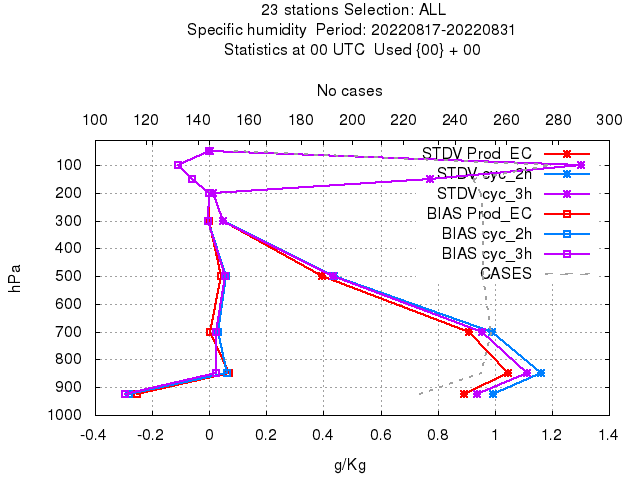 23 stations Selection: ALL
Specific humidity  Period: 20220817-20220831
Statistics at 00 UTC  Used {00} + 00
No cases
100 120 140 160 180 200 220 240 260 280 300
STDV Prod_EC
STDV cyc_2h
STDV cyc_3h
BIAS Prod_EC
BIAS cyc_2h
BIAS cyc_3h
CASES
hPa
100
200
300
400
500
600
700
800
900
1000
-0.4 -0.2 0 0.2 0.4 0.6 0.8 1 1.2 1.4
g/Kg